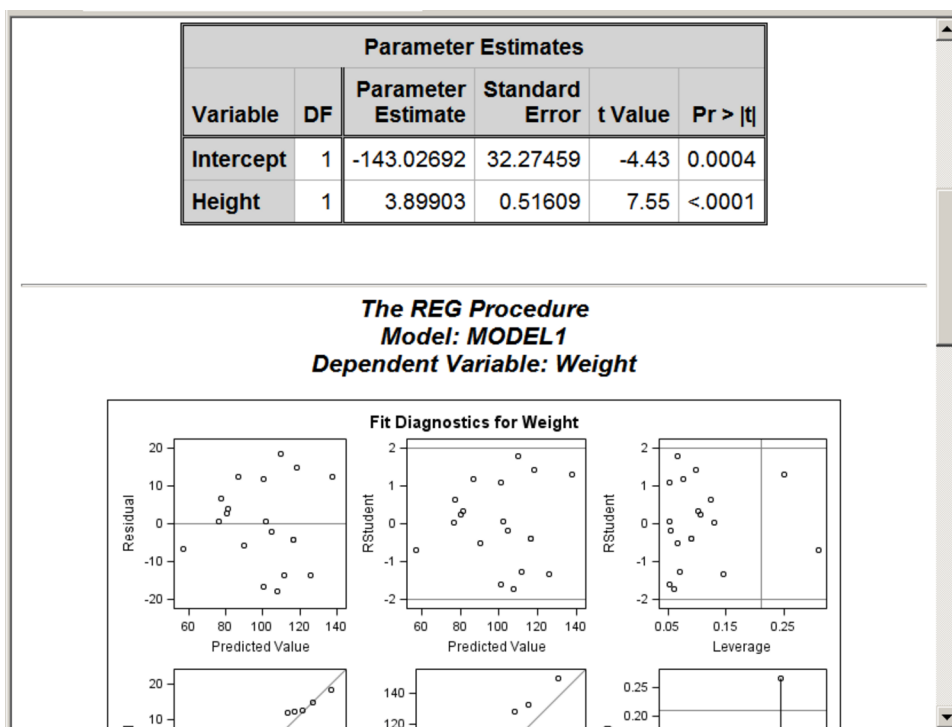 Parameter Estimates
Variable DF Parameter Estimate Standard Error t Value Pr > |t|
Intercept 1 -143.02692 32.27459 -4.43 0.0004
Height 1 3.89903 0.51609 7.55 <.0001
The REG Procedure
Model: MODEL1
Dependent Variable: Weight
Fit Diagnostics for Weight
Residual
20
10
0
-10
-20
60 80 100 120 140
Predicted Value
RStudent
2
1
0
-1
-2
60 80 100 120 140
Predicted Value
RStudent
2
1
0
-1
-2
0.05 0.15 0.25
Leverage
20
10
140
120
0.25
0.20